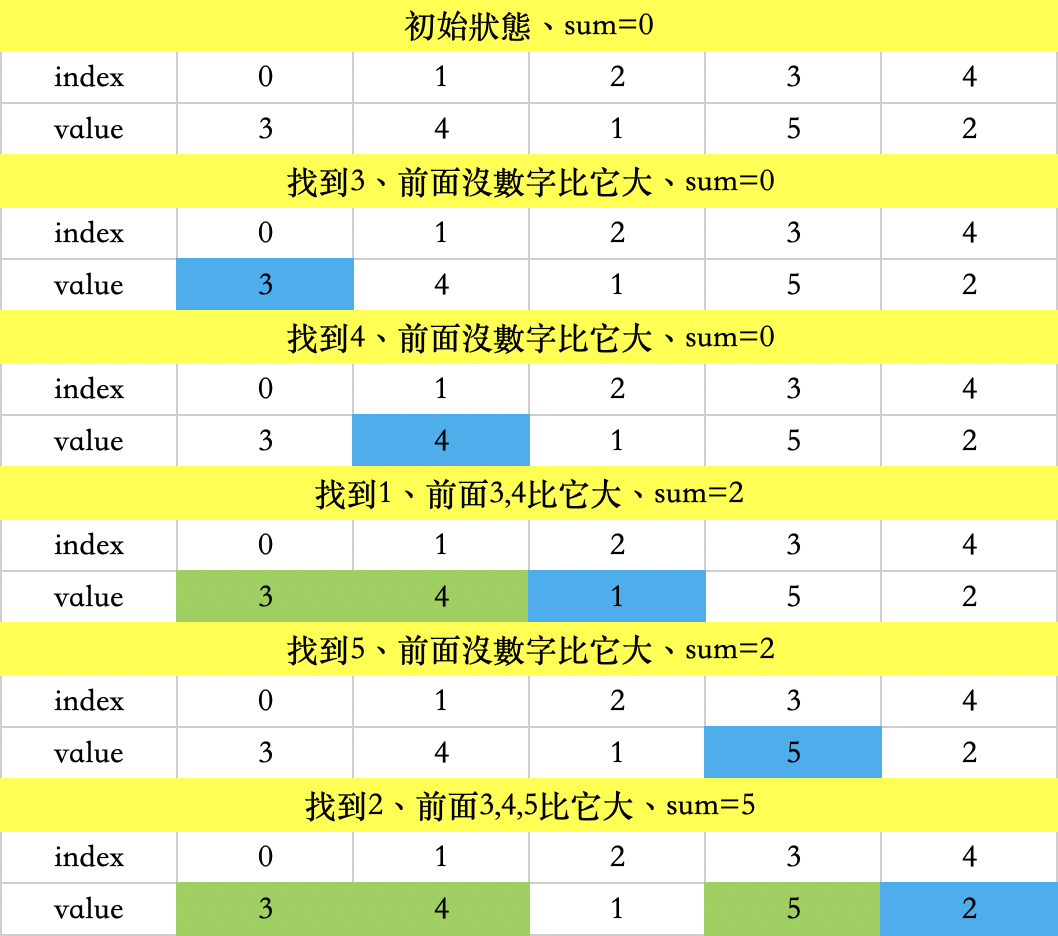 初始狀態、sum=0
index 0 1 2 3 4
value 3 4 1 5 2
找到3、前面沒數字比它大、sum=0
index 0 1 2 3 4
value 3 4 1 5 2
找到4、前面沒數字比它大、sum=0
index 0 1 2 3 4
value 3 4 1 5 2
找到1、前面3,4比它大、sum=2
index 0 1 2 3 4
value 3 4 1 5 2
找到5、前面沒數字比它大、sum=2
index 0 1 2 3 4
value 3 4 1 5 2
找到2、前面3,4,5比它大、sum=5
index 0 1 2 3 4
value 3 4 1 5 2